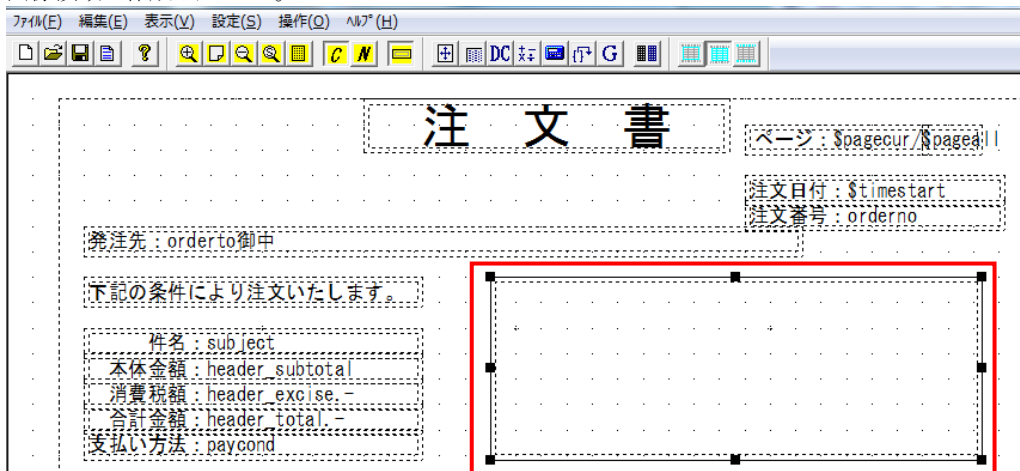 ﾌｧｲﾙ(F) 編集(E) 表示(V) 設定(S) 操作(O) ﾍﾙﾌﾟ(H)
C N DC G
注 文 書
ページ：$pagecur/$pageall
注文日付：$timestart
注文番号：orderno
発注先：orderto御中
下記の条件により注文いたします。
件名：subject
本体金額：header_subtotal
消費税額：header_excise.-
合計金額：header_total.-
支払い方法：paycond